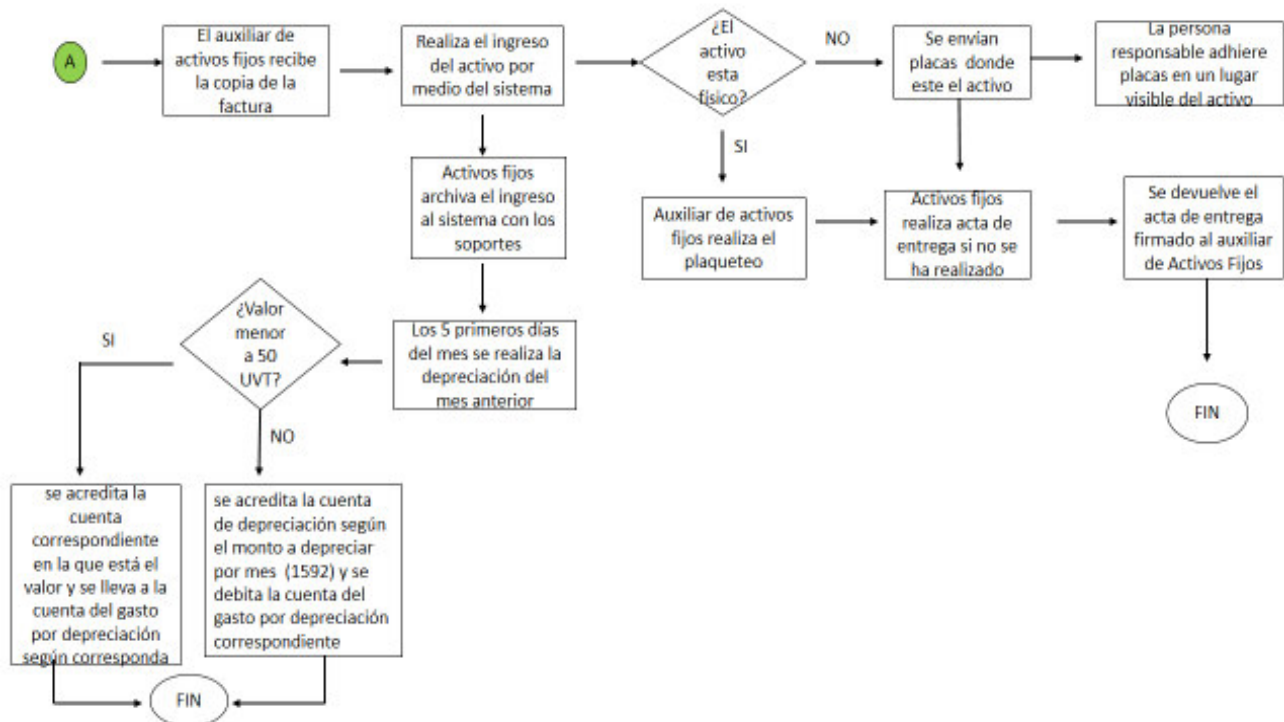 A
El auxiliar de
activos fijos recibe
la copia de la
factura
Realiza el ingreso
del activo por
medio del sistema
¿El
activo
esta
físico?
NO
Se envían
placas donde
este el activo
La persona
responsable adhiere
placas en un lugar
visible del activo
SI
Activos fijos
archiva el ingreso
al sistema con los
soportes
Auxiliar de activos
fijos realiza el
plaqueteo
Activos fijos
realiza acta de
entrega si no se
ha realizado
Se devuelve el
acta de entrega
firmado al auxiliar
de Activos Fijos
¿Valor
menor
a 50
UVT?
SI
Los 5 primeros días
del mes se realiza la
depreciación del
mes anterior
FIN
NO
se acredita la
cuenta
correspondiente
en la que está el
valor y se lleva a la
cuenta del gasto
por depreciación
según corresponda
se acredita la cuenta
de depreciación según
el monto a depreciar
por mes (1592) y se
debita la cuenta del
gasto por depreciación
correspondiente
FIN